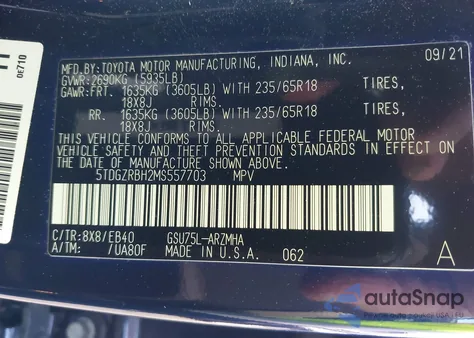 0E710
MFD. BY: TOYOTA MOTOR MANUFACTURING, INDIANA, INC. 09/21
GVWR: 2690KG (5935LB)
GAWR: FRT. 1635KG (3605LB) WITH 235/65R18 TIRES,
18X8J RIMS.
RR. 1635KG (3605LB) WITH 235/65R18 TIRES,
18X8J RIMS.
THIS VEHICLE CONFORMS TO ALL APPLICABLE FEDERAL MOTOR
VEHICLE SAFETY AND THEFT PREVENTION STANDARDS IN EFFECT ON
THE DATE OF MANUFACTURE SHOWN ABOVE.
5TDGZRBH2MS557703 MPV
C/TR: 8X8/EB40 GSU75L-ARZMHA
A/TM: /UA80F MADE IN U.S.A. 062 A
autoSnap